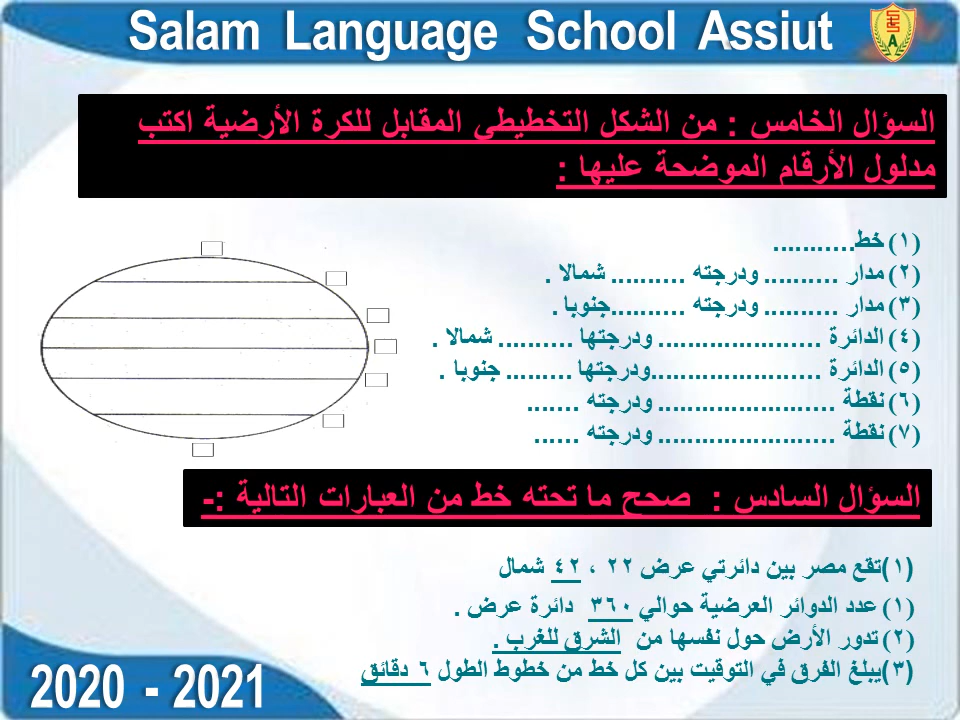 Salam Language School Assiut
السؤال الخامس : من الشكل التخطيطي المقابل للكرة الأرضية اكتب
مدلول الأرقام الموضحة عليها :
(١) خط...........
(٢) مدار .......... ودرجته .......... شمالا .
(٣) مدار .......... ودرجته ..........جنوبا .
(٤) الدائرة ...................... ودرجتها .......... شمالا .
(٥) الدائرة .......................ودرجتها ......... جنوبا .
(٦) نقطة ........................ ودرجته .......
(٧) نقطة ........................ ودرجته ......
السؤال السادس : صحح ما تحته خط من العبارات التالية :-
(١)تقع مصر بين دائرتي عرض ٢٢ ، ٤٢ شمال
(١) عدد الدوائر العرضية حوالي ٣٦٠ دائرة عرض .
(٢) تدور الأرض حول نفسها من الشرق للغرب .
(٣)يبلغ الفرق في التوقيت بين كل خط من خطوط الطول ٦ دقائق
2020 - 2021